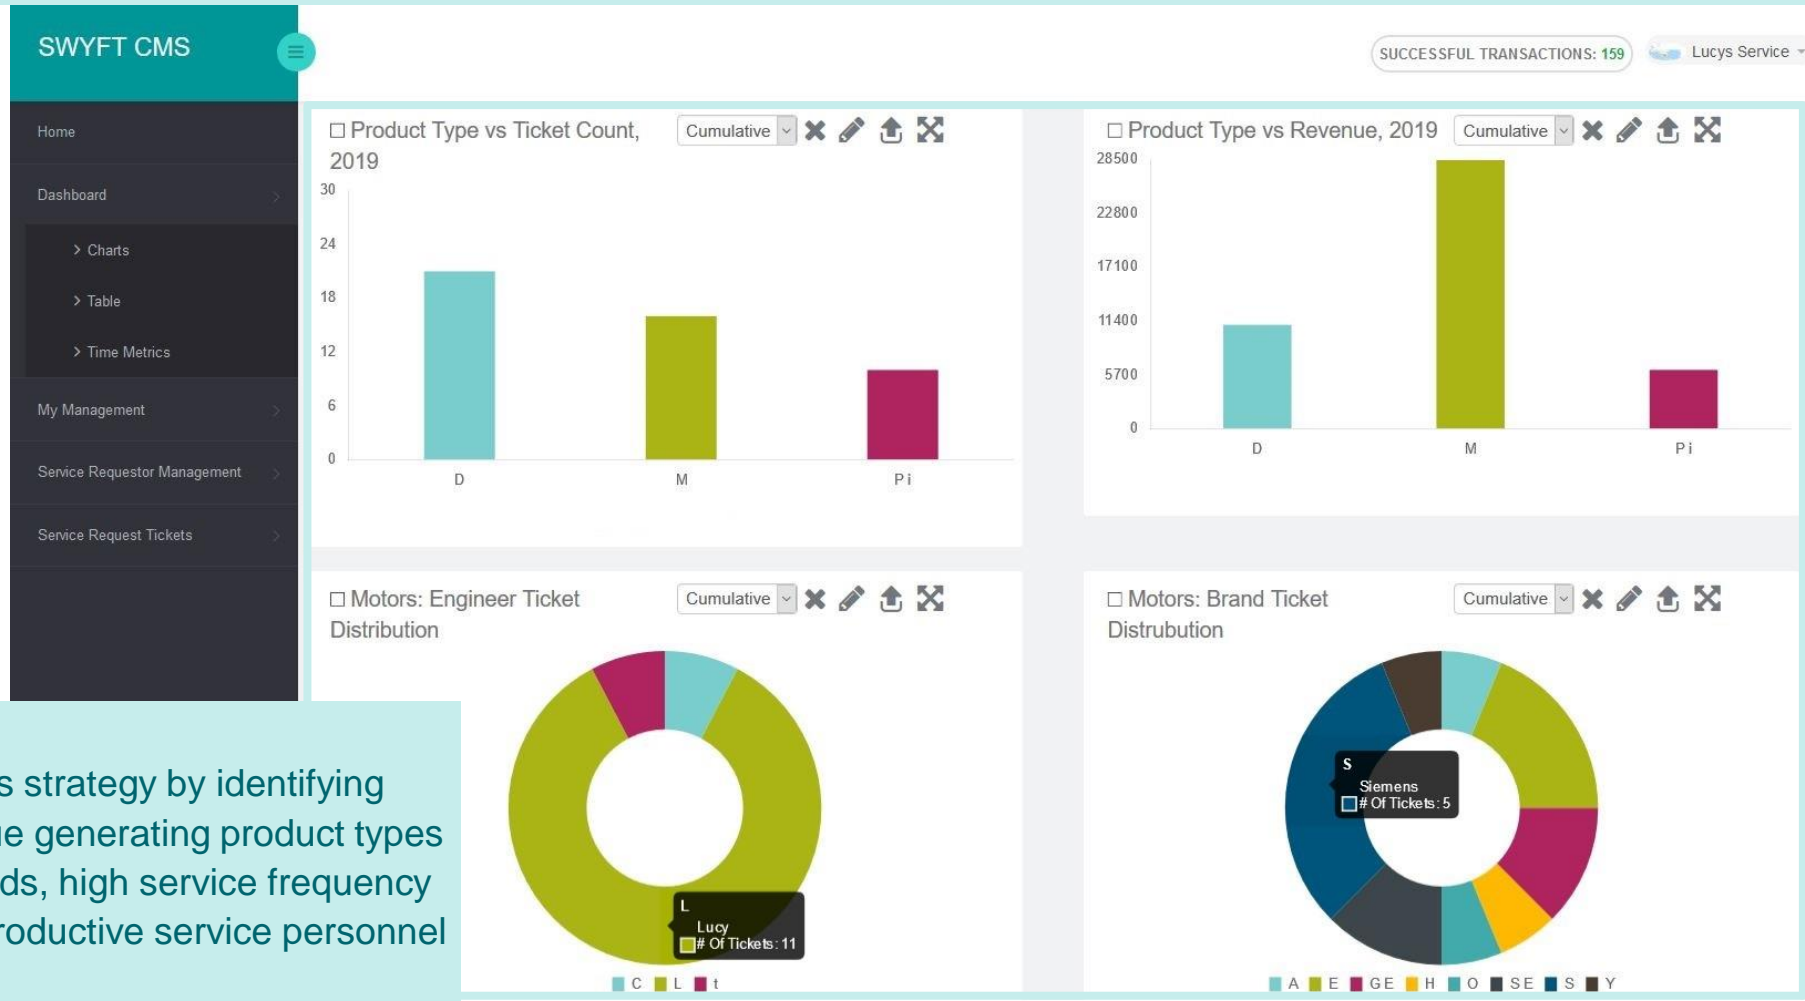 SWYFT CMS
SUCCESSFUL TRANSACTIONS: 159
Lucys Service
Home
Dashboard
Charts
Table
Time Metrics
My Management
Service Requestor Management
Service Request Tickets
Product Type vs Ticket Count,
2019
Cumulative
30
24
18
12
6
0
D M Pi
Product Type vs Revenue, 2019
Cumulative
28500
22800
17100
11400
5700
0
D M Pi
Motors: Engineer Ticket
Distribution
Cumulative
L
Lucy
# Of Tickets: 11
C L t
Motors: Brand Ticket
Distrubution
Cumulative
S
Siemens
# Of Tickets: 5
A E GE H O SE S Y
strategy by identifying
generating product types
high service frequency
service personnel